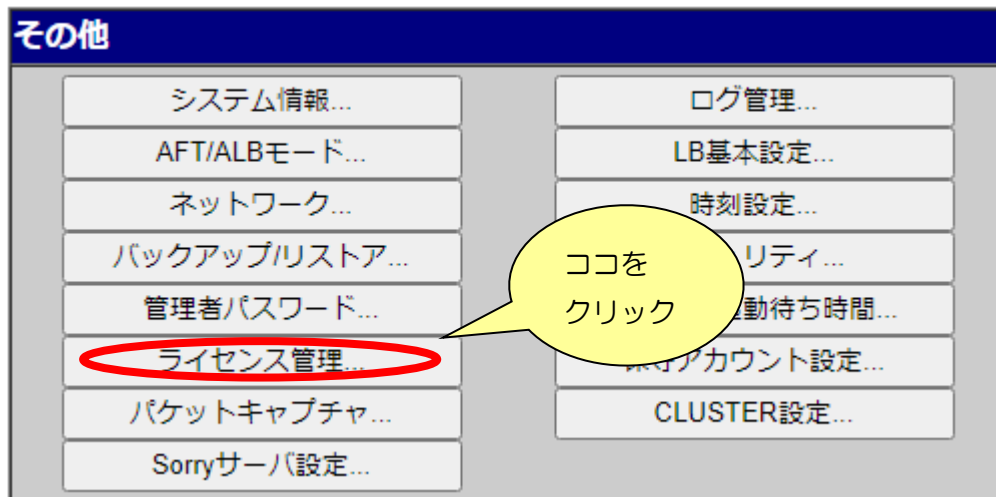 その他
システム情報...
ログ管理...
AFT/ALBモード...
LB基本設定...
ネットワーク...
時刻設定...
バックアップ/リストア...
リティ...
管理者パスワード...
動待ち時間...
ライセンス管理...
アカウント設定...
パケットキャプチャ...
CLUSTER設定...
Sorryサーバ設定...
ココを
クリック